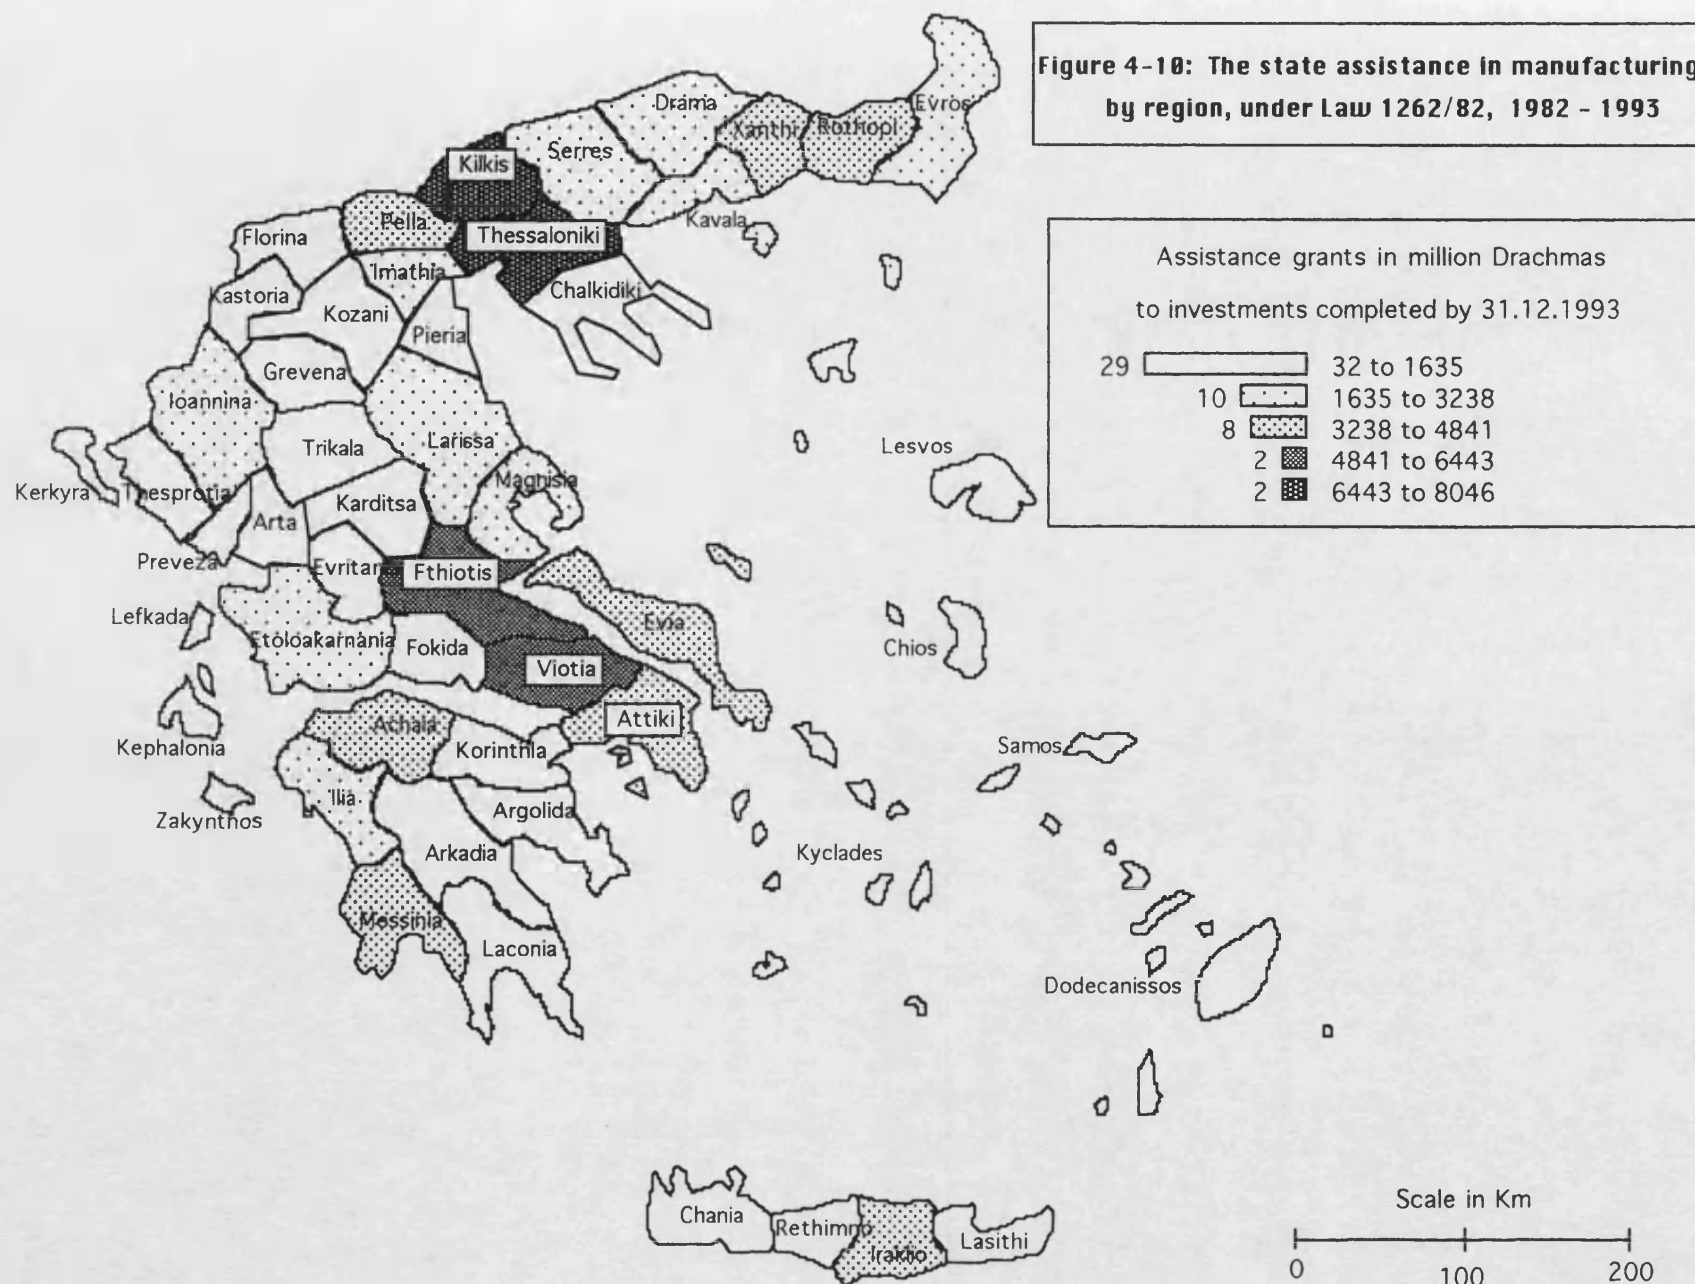 Figure 4-10: The state assistance in manufacturing
by region, under Law 1262/82, 1982 - 1993
Assistance grants in million Drachmas
to investments completed by 31.12.1993
29 32 to 1635
10 1635 to 3238
8 3238 to 4841
2 4841 to 6443
2 6443 to 8046
Drama
Evros
Xanthi
Rothopi
Serres
Kilkis
Kavala
Pella
Thessaloniki
Florina
Imathia
Chalkidiki
Kastoria
Kozani
Pieria
Grevena
Ioannina
Larissa
Trikala
Lesvos
Magnisia
Kerkyra
Thesprotia
Karditsa
Arta
Preveza
Evritan
Fthiotis
Lefkada
Evia
Etoloakarnania
Fokida
Chios
Viotia
Attiki
Achaia
Kephalonia
Korinthia
Samos
Ilia
Argolida
Zakynthos
Arkadia
Kyclades
Messinia
Laconia
Dodecanissos
Chania
Rethimno
Iraklio
Lasithi
Scale in Km
0 100 200